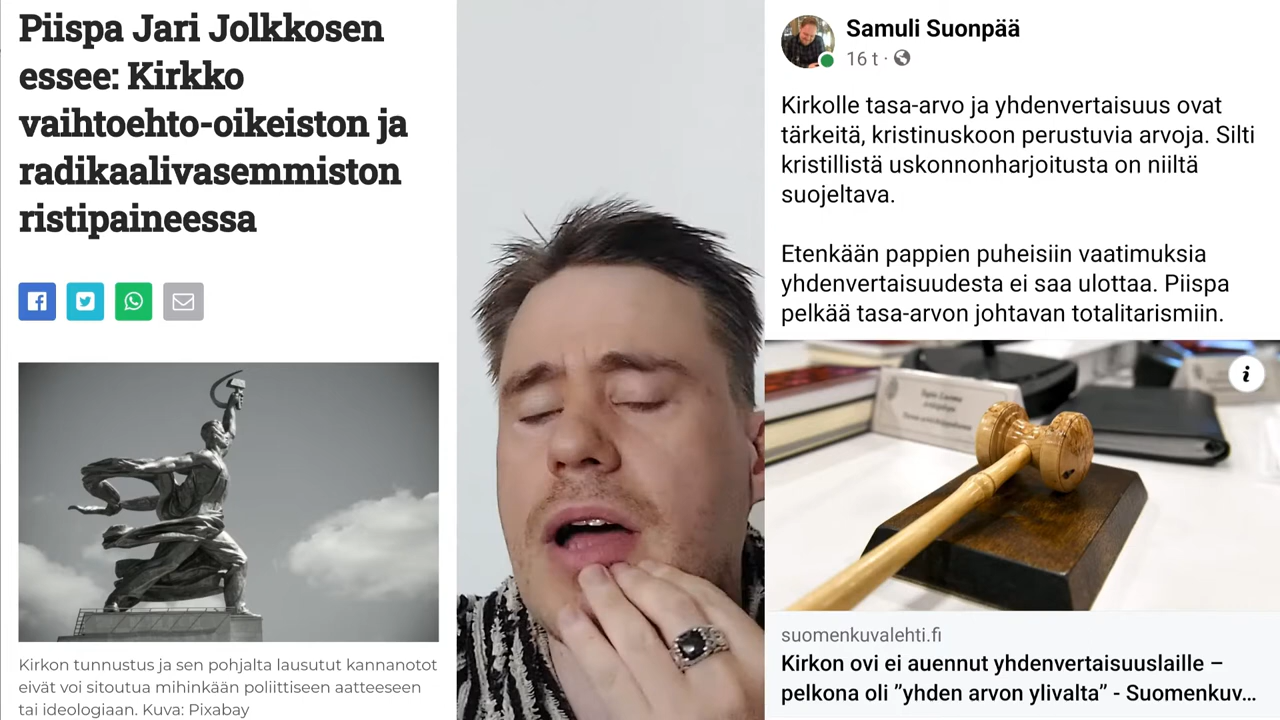 Piispa Jari Jolkkosen
essee: Kirkko
vaihtoehto-oikeiston ja
radikaalivasemmiston
ristipaineessa
Kirkon tunnustus ja sen pohjalta lausutut kannanotot
eivät voi sitoutua mihinkään poliittiseen aatteeseen
tai ideologiaan. Kuva: Pixabay
Samuli Suonpää
16 t ·
Kirkolle tasa-arvo ja yhdenvertaisuus ovat
tärkeitä, kristinuskoon perustuvia arvoja. Silti
kristillistä uskonnonharjoitusta on niiltä
suojeltava.
Etenkään pappien puheisiin vaatimuksia
yhdenvertaisuudesta ei saa ulottaa. Piispa
pelkää tasa-arvon johtavan totalitarismiin.
i
suomenkuvalehti.fi
Kirkon ovi ei auennut yhdenvertaisuuslaille –
pelkona oli ”yhden arvon ylivalta” - Suomenkuv...